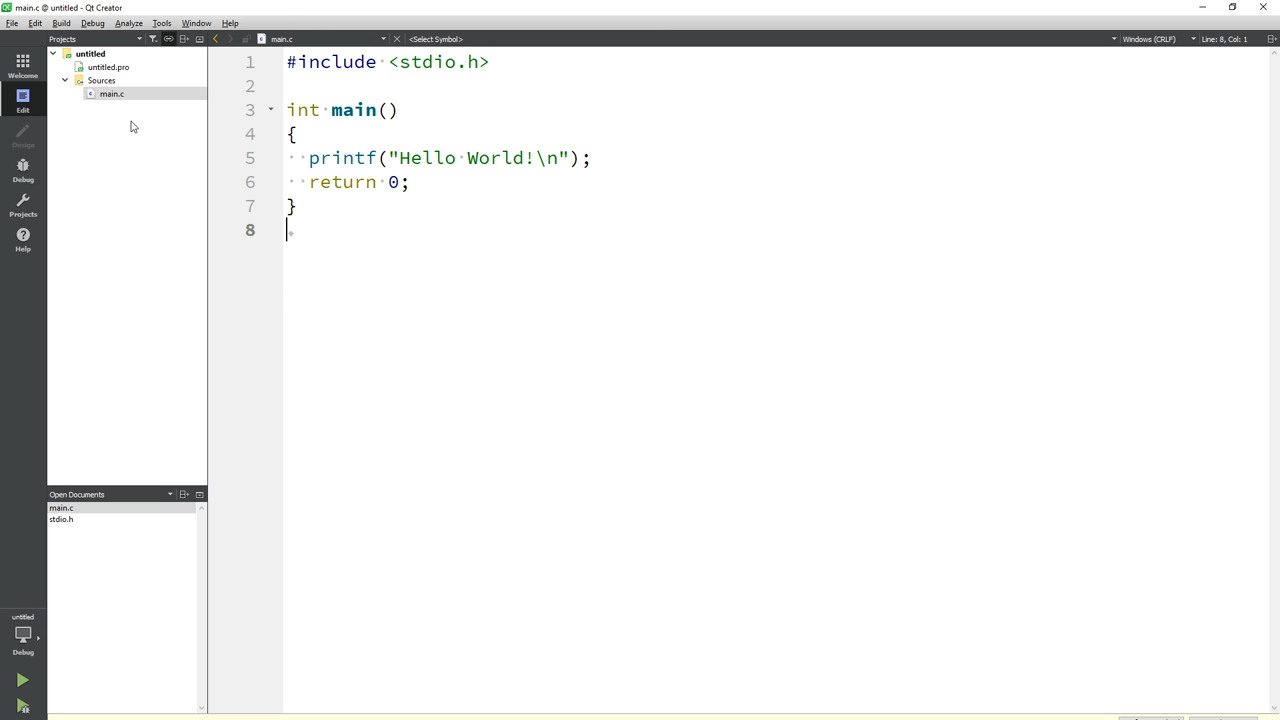 main.c @ untitled - Qt Creator
File Edit Build Debug Analyze Tools Window Help
Projects
main.c
<Select Symbol>
Windows (CRLF)
Line: 8, Col: 1
Welcome
Edit
Design
Debug
Projects
Help
untitled
untitled.pro
Sources
main.c
1 #include <stdio.h>
2
3 int main()
4 {
5 printf("Hello World!\n");
6 return 0;
7 }
8
Open Documents
main.c
stdio.h
untitled
Debug